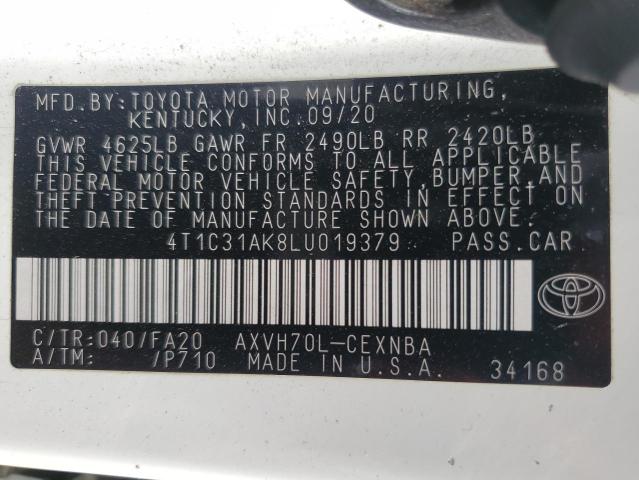 MFD.BY:TOYOTA MOTOR MANUFACTURING,
KENTUCKY, INC.09/20
GVWR 4625LB GAWR FR 2490LB RR 2420LB
THIS VEHICLE CONFORMS TO ALL APPLICABLE
FEDERAL MOTOR VEHICLE SAFETY,BUMPER,AND
THEFT PREVENTION STANDARDS IN EFFECT ON
THE DATE OF MANUFACTURE SHOWN ABOVE.
4T1C31AK8LU019379 PASS.CAR
C/TR:040/FA20 AXVH70L-CEXNBA
A/TM: /P710 MADE IN U.S.A. 34168